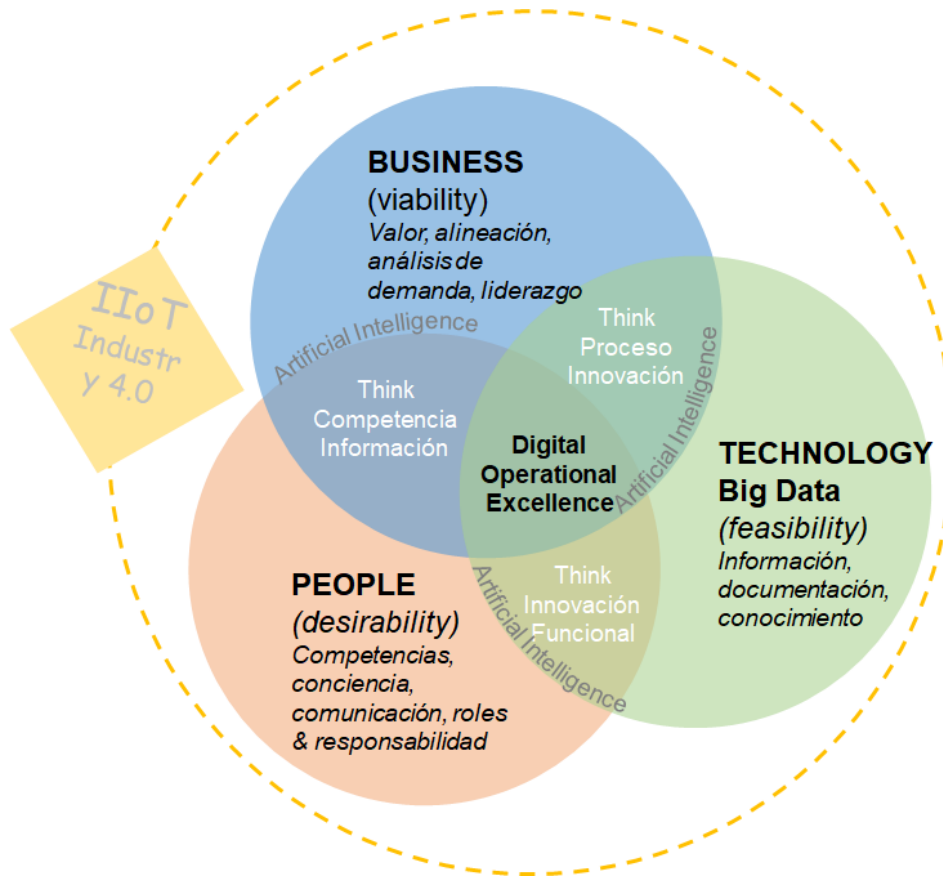 BUSINESS
(viability)
Valor, alineación,
análisis de
demanda, liderazgo
IIoT
Industr
y 4.0
Artificial Intelligence
Think
Proceso
Innovación
Think
Competencia
Información
Artificial Intelligence
Digital
Operational
Excellence
TECHNOLOGY
Big Data
(feasibility)
Información,
documentación,
conocimiento
PEOPLE
(desirability)
Competencias,
conciencia,
comunicación, roles
& responsabilidad
Think
Innovación
Funcional
Artificial Intelligence